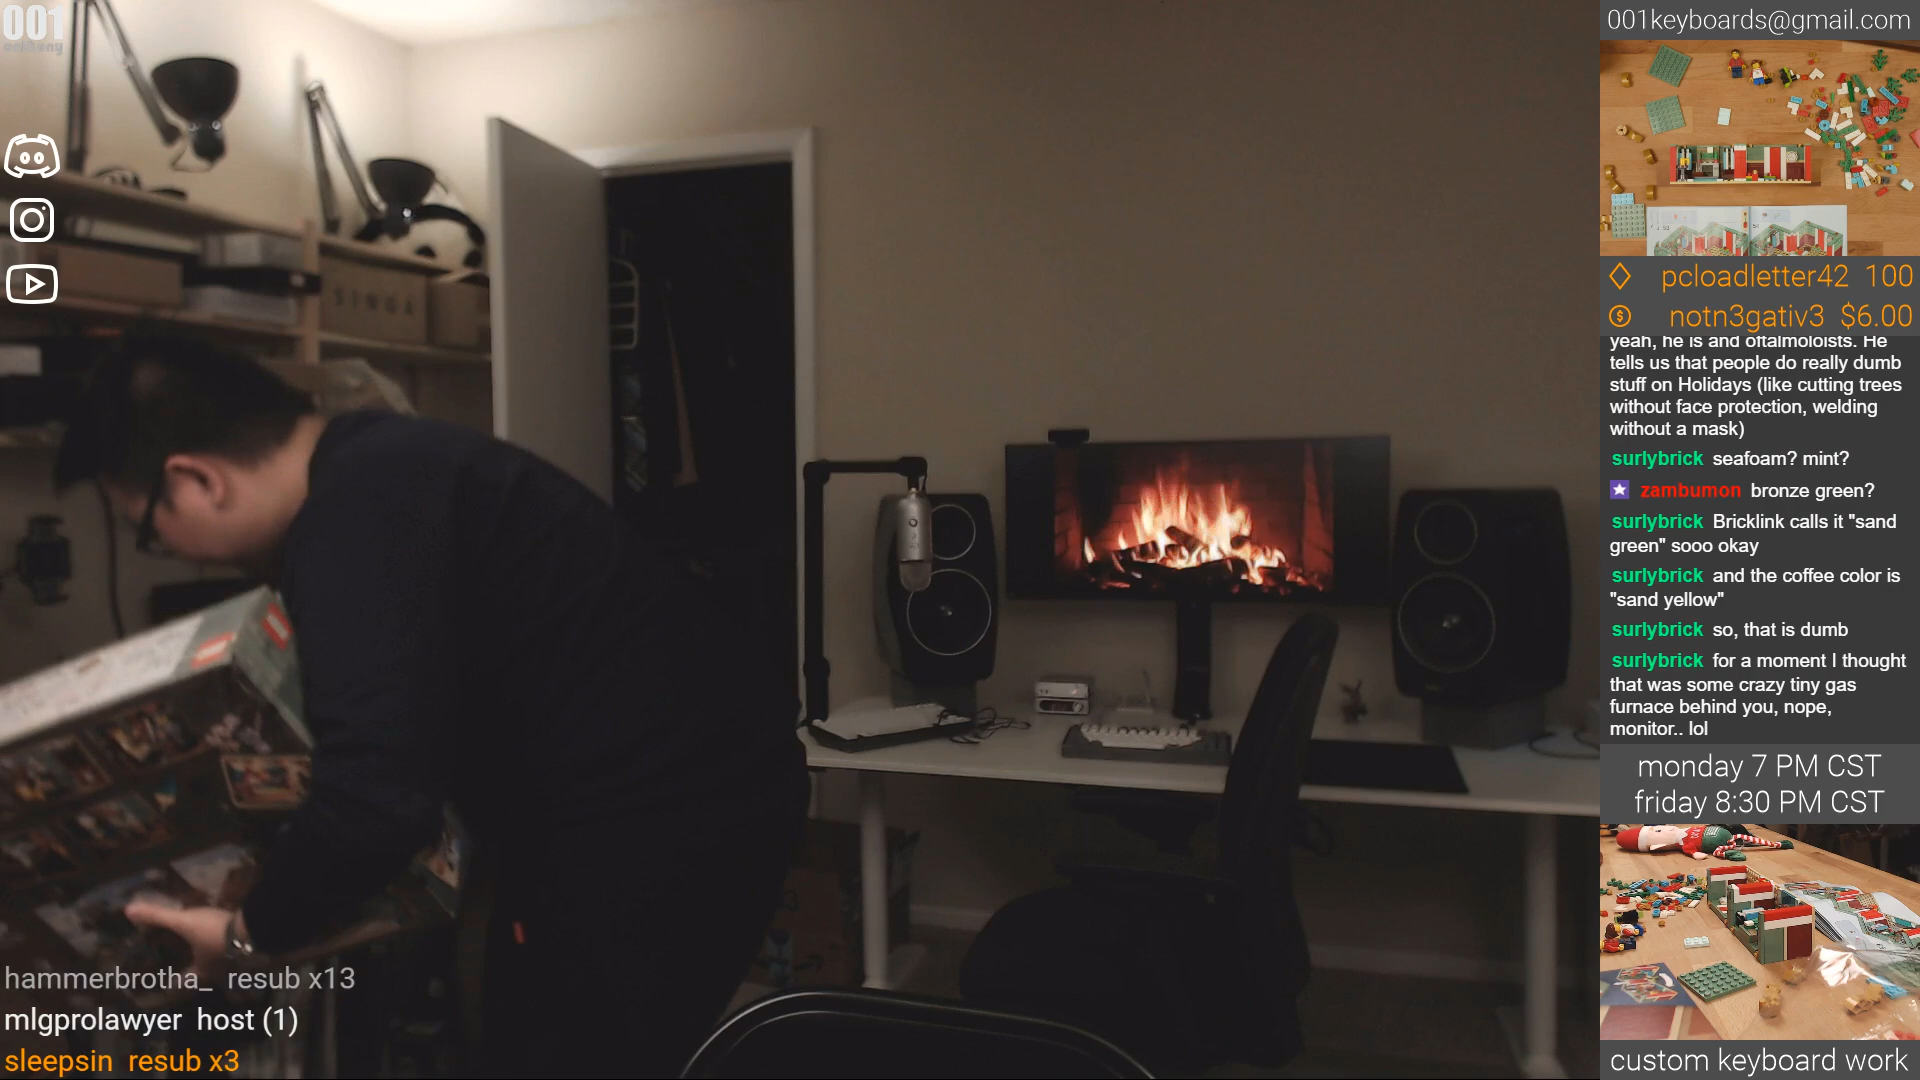 001
001keyboards@gmail.com
pcloadletter42 100
notn3gativ3 $6.00
yeah, he is and oftalmoloists. He
tells us that people do really dumb
stuff on Holidays (like cutting trees
without face protection, welding
without a mask)
surlybrick seafoam? mint?
zambumon bronze green?
surlybrick Bricklink calls it "sand
green" sooo okay
surlybrick and the coffee color is
"sand yellow"
surlybrick so, that is dumb
surlybrick for a moment I thought
that was some crazy tiny gas
furnace behind you, nope,
monitor.. lol
monday 7 PM CST
friday 8:30 PM CST
custom keyboard work
SINGA
hammerbrotha_ resub x13
mlgprolawyer host (1)
sleepsin resub x3